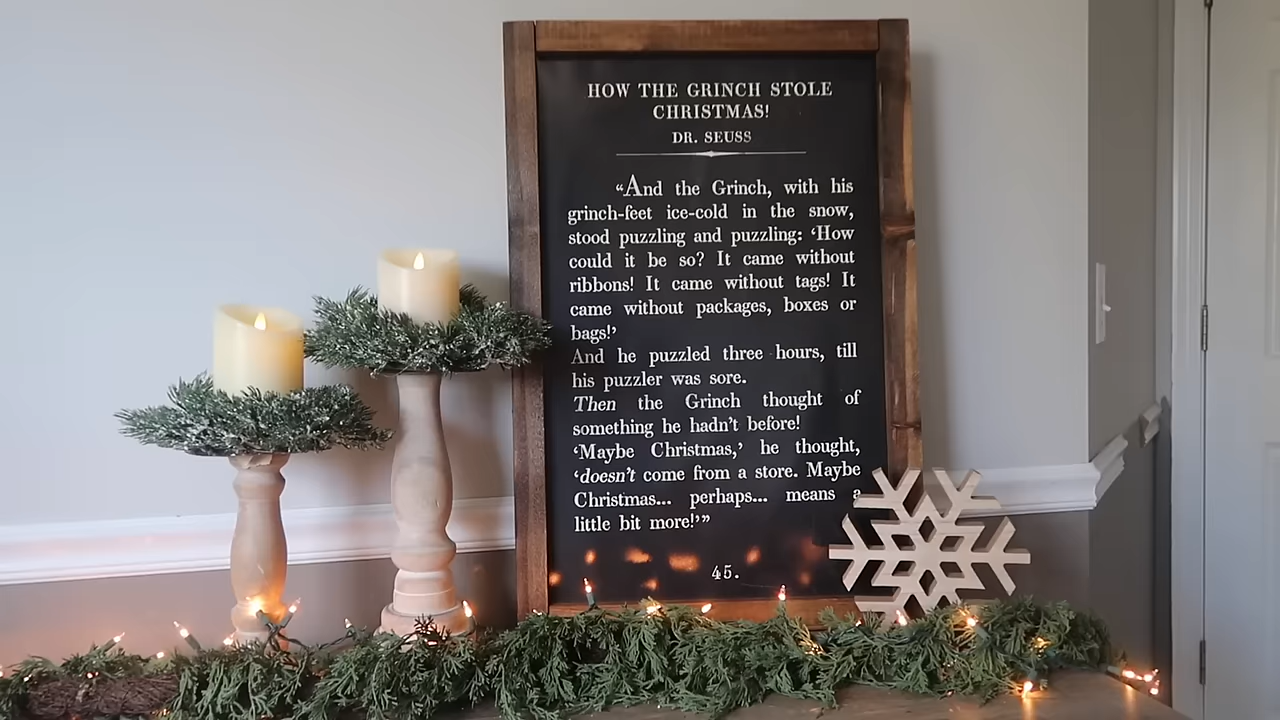 HOW THE GRINCH STOLE
CHRISTMAS!
DR. SEUSS
“And the Grinch, with his
grinch-feet ice-cold in the snow,
stood puzzling and puzzling: ‘How
could it be so? It came without
ribbons! It came without tags! It
came without packages, boxes or
bags!’
And he puzzled three hours, till
his puzzler was sore.
Then the Grinch thought of
something he hadn’t before!
‘Maybe Christmas,’ he thought,
‘doesn’t come from a store. Maybe
Christmas... perhaps... means a
little bit more!’”
45.